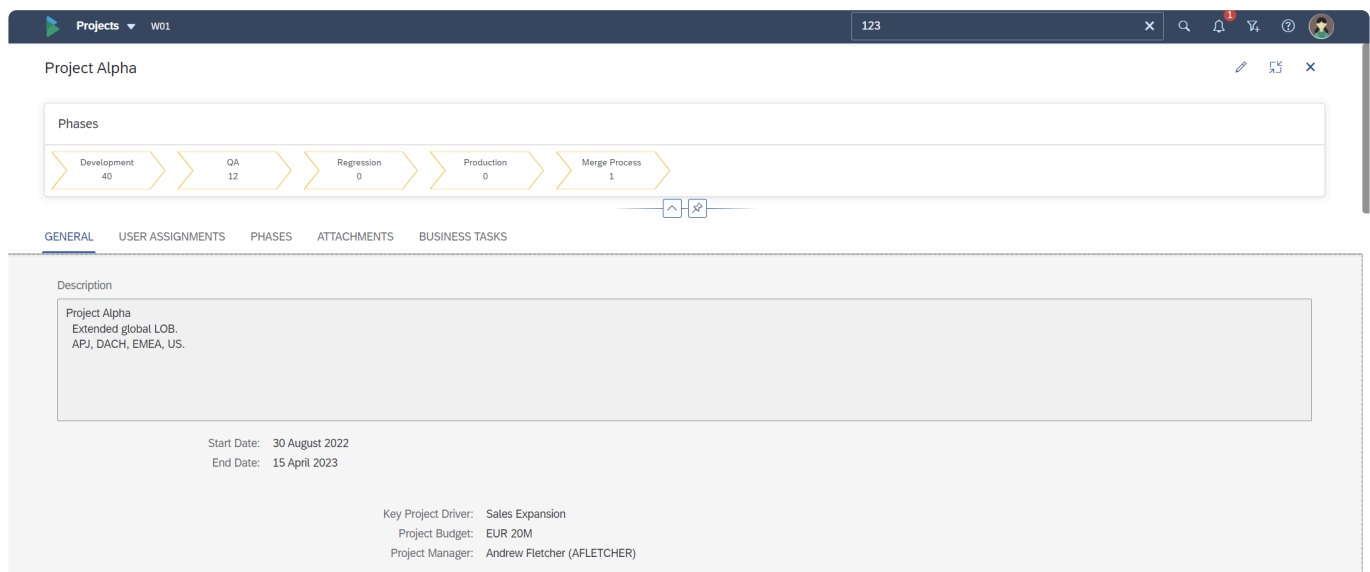 Projects W01 123 1
Project Alpha
Phases
Development QA Regression Production Merge Process
40 12 0 0 1
GENERAL USER ASSIGNMENTS PHASES ATTACHMENTS BUSINESS TASKS
Description
Project Alpha
Extended global LOB.
APJ, DACH, EMEA, US.
Start Date: 30 August 2022
End Date: 15 April 2023
Key Project Driver: Sales Expansion
Project Budget: EUR 20M
Project Manager: Andrew Fletcher (AFLETCHER)